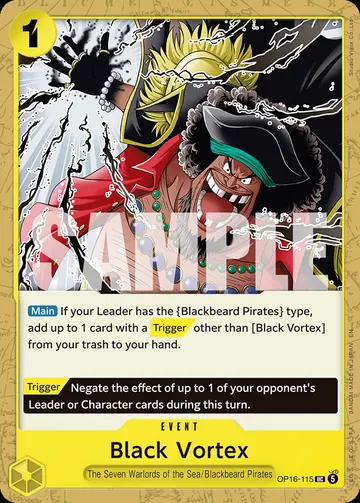 1
SAMPLE
Main If your Leader has the {Blackbeard Pirates} type,
add up to 1 card with a Trigger other than [Black Vortex]
from your trash to your hand.
Trigger Negate the effect of up to 1 of your opponent's
Leader or Character cards during this turn.
EVENT
Black Vortex
The Seven Warlords of the Sea/Blackbeard Pirates
OP16-115 UC 5